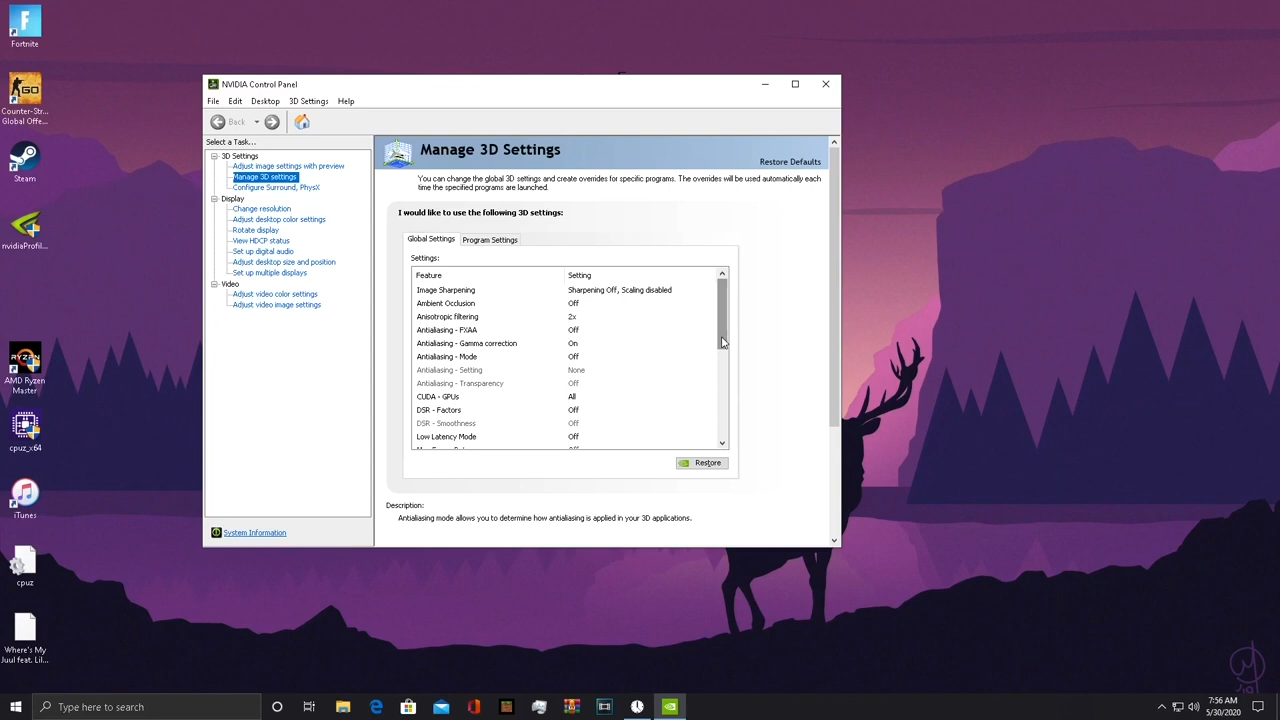 Fortnite
Counter-Str...
Global Offe...
Steam
nvidiaProfil...
RYZEN
AMD Ryzen
Master
cpuz_x64
iTunes
cpuz
Where's My
Juul feat. Lil...
NVIDIA Control Panel
File Edit Desktop 3D Settings Help
Back
Select a Task...
3D Settings
Adjust image settings with preview
Manage 3D settings
Configure Surround, PhysX
Display
Change resolution
Adjust desktop color settings
Rotate display
View HDCP status
Set up digital audio
Adjust desktop size and position
Set up multiple displays
Video
Adjust video color settings
Adjust video image settings
System Information
Manage 3D Settings
Restore Defaults
You can change the global 3D settings and create overrides for specific programs. The overrides will be used automatically each
time the specified programs are launched.
I would like to use the following 3D settings:
Global Settings Program Settings
Settings:
Feature Setting
Image Sharpening Sharpening Off, Scaling disabled
Ambient Occlusion Off
Anisotropic filtering 2x
Antialiasing - FXAA Off
Antialiasing - Gamma correction On
Antialiasing - Mode Off
Antialiasing - Setting None
Antialiasing - Transparency Off
CUDA - GPUs All
DSR - Factors Off
DSR - Smoothness Off
Low Latency Mode Off
Restore
Description:
Antialiasing mode allows you to determine how antialiasing is applied in your 3D applications.
Type here to search
7:56 AM
5/30/2020